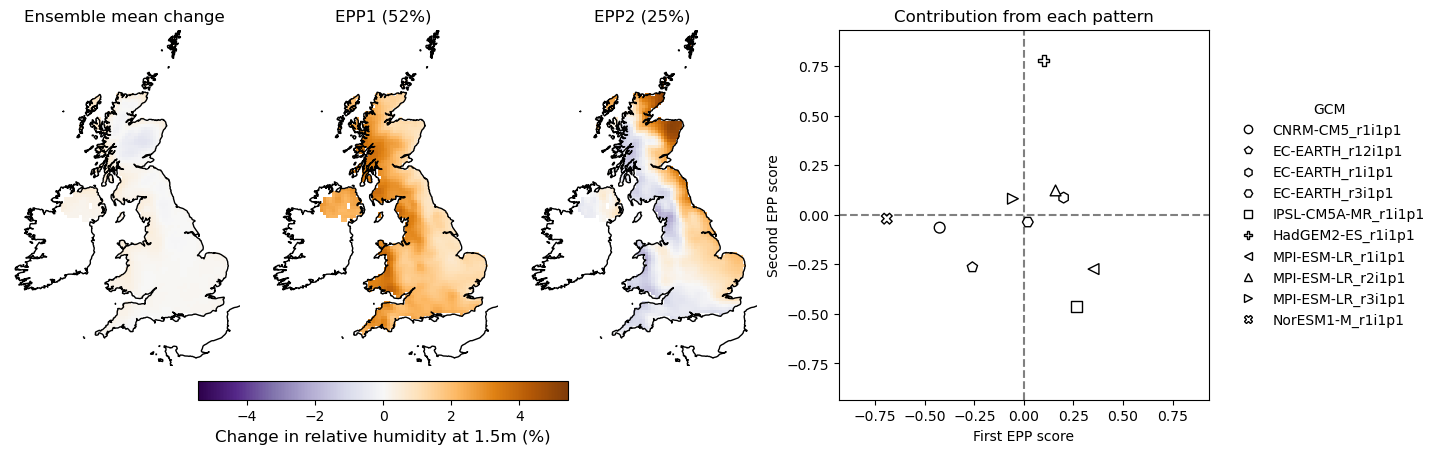 Ensemble mean change
EPP1 (52%)
EPP2 (25%)
Contribution from each pattern
−4
−2
0
2
4
Change in relative humidity at 1.5m (%)
Second EPP score
0.75
0.50
0.25
0.00
−0.25
−0.50
−0.75
−0.75
−0.50
−0.25
0.00
0.25
0.50
0.75
First EPP score
GCM
CNRM-CM5_r1i1p1
EC-EARTH_r12i1p1
EC-EARTH_r1i1p1
EC-EARTH_r3i1p1
IPSL-CM5A-MR_r1i1p1
HadGEM2-ES_r1i1p1
MPI-ESM-LR_r1i1p1
MPI-ESM-LR_r2i1p1
MPI-ESM-LR_r3i1p1
NorESM1-M_r1i1p1